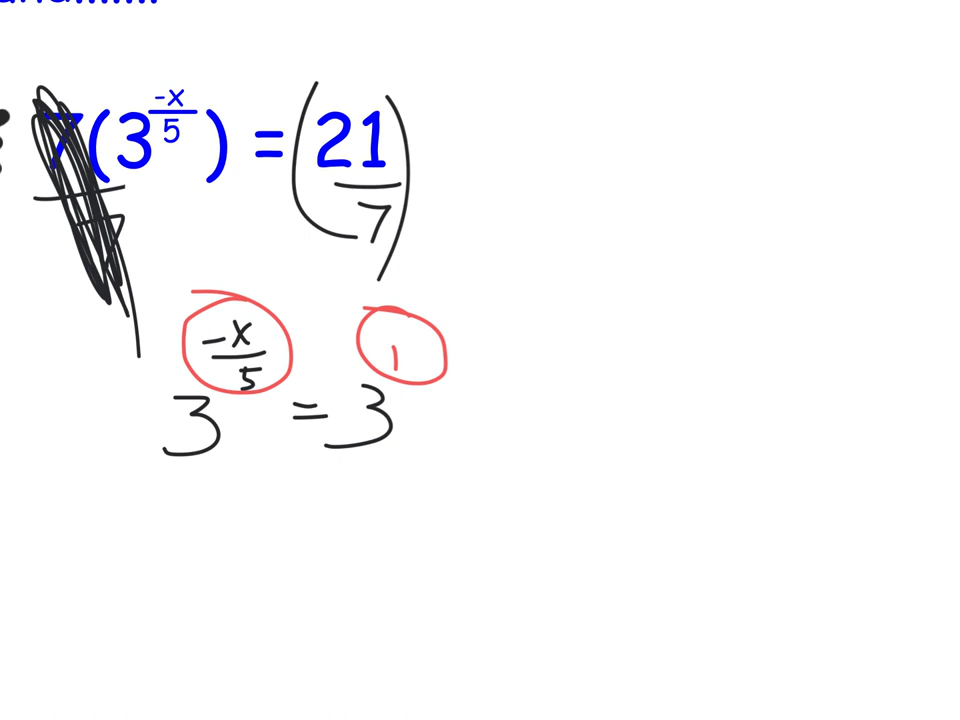 7(3^(-x/5)) = (21/7)
3^(-x/5) = 3^1